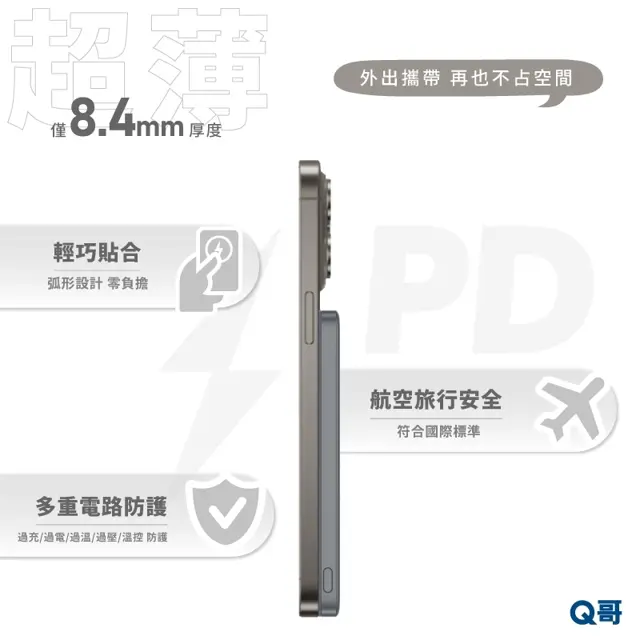 超薄
僅8.4mm厚度
外出攜帶 再也不占空間
輕巧貼合
弧形設計 零負擔
PD
航空旅行安全
符合國際標準
多重電路防護
過充/過電/過溫/過壓/溫控 防護
Q哥